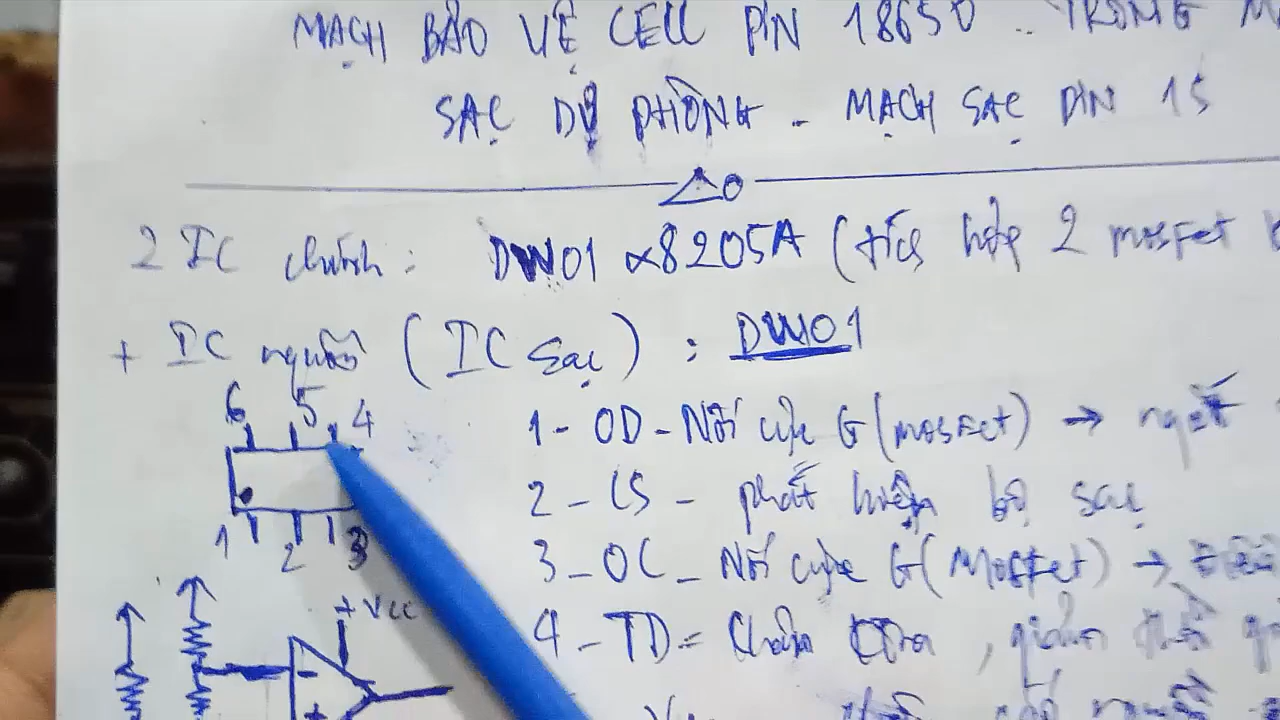 MẠCH BẢO VỆ CELL PIN 18650 .. TRONG
SẠC DỰ PHÒNG - MẠCH SẠC PIN 1S
2 IC chính: DW01 8205A (tích hợp 2 mosfet
+ IC nguồn (IC sạc) : DW01
6 5 4
1 2 3
1 - OD - Nối cực G (mosfet) → ngắt
2 - CS - phát hiện bộ sạc
3 - OC - Nối cực G (Mosfet) →
4 - TD = Chân
+Vcc
- +